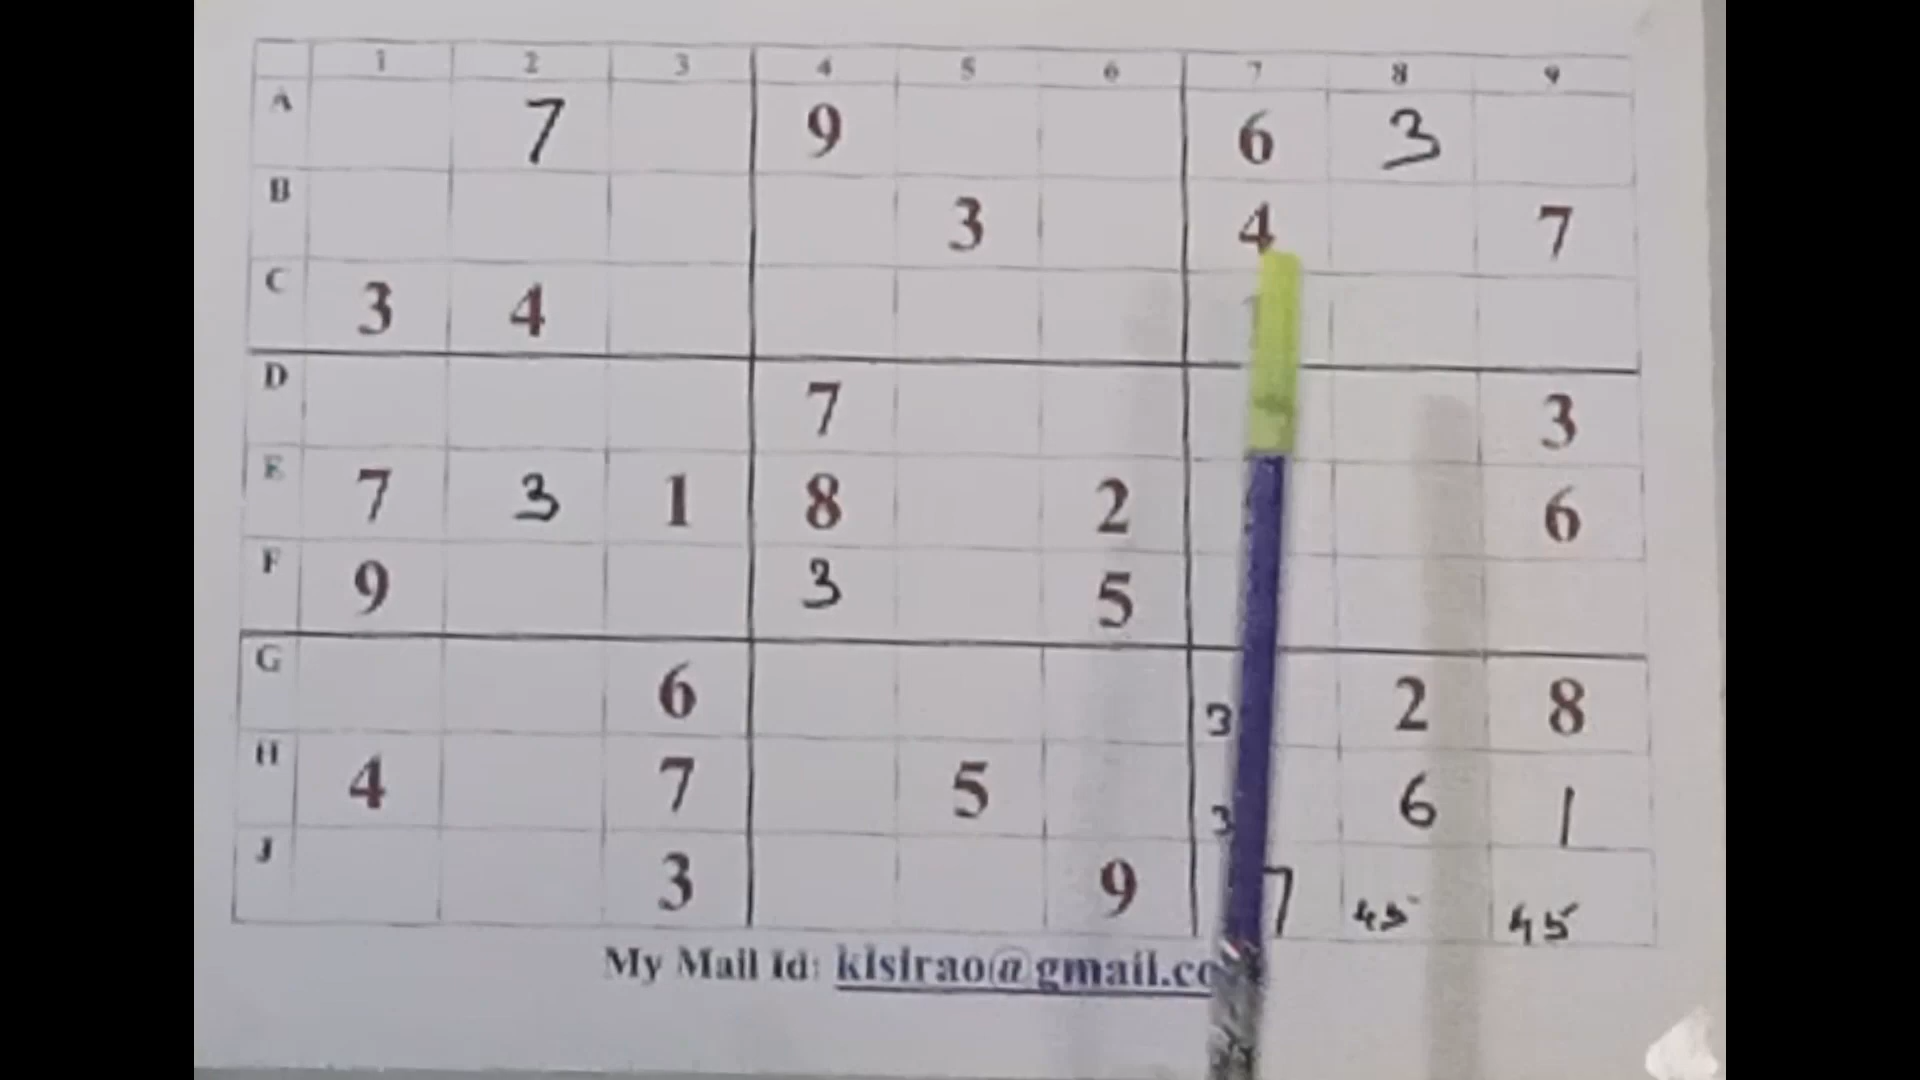 1 2 3 4 5 6 7 8 9
A 7 9 6 3
B 3 4 7
C 3 4
D 7 3
E 7 3 1 8 2 6
F 9 3 5
G 6 3 2 8
H 4 7 5 3 6 1
J 3 9 7 45 45
My Mail Id: klsirao@gmail.co